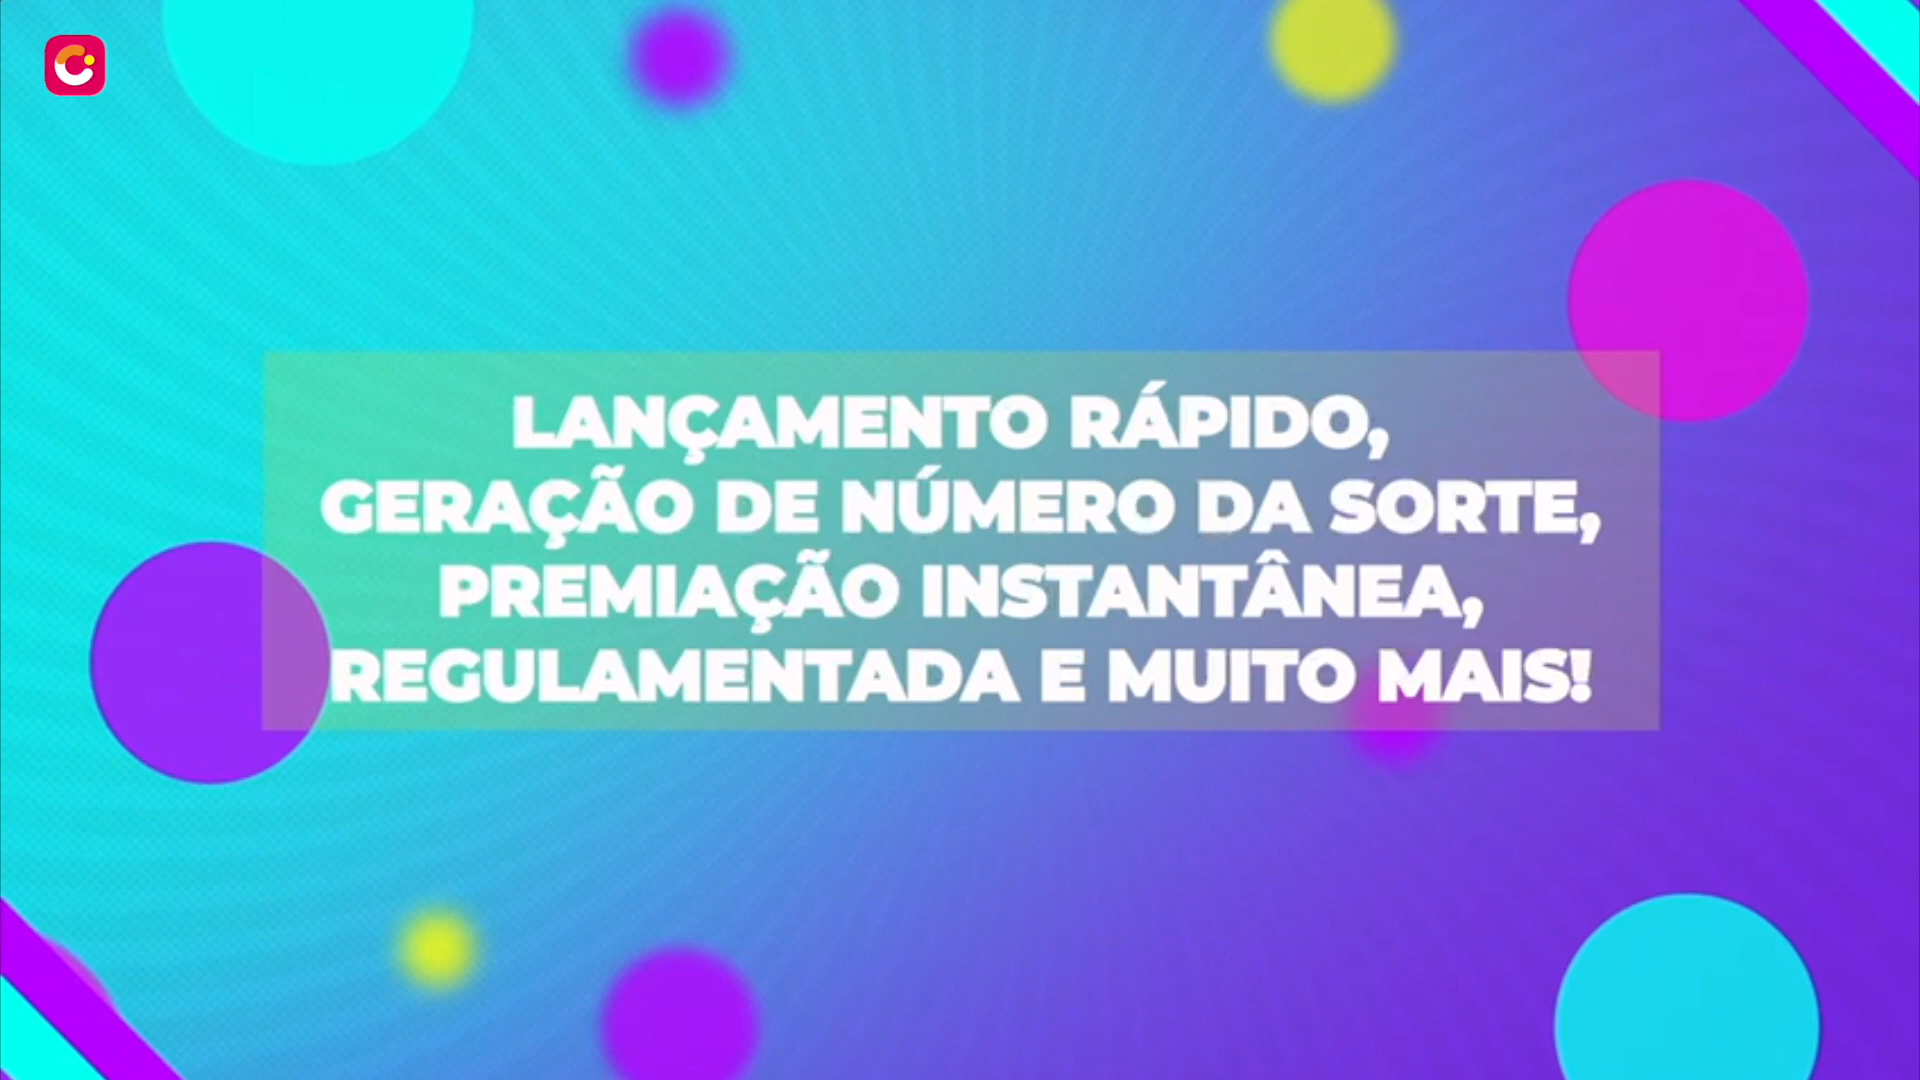 LANÇAMENTO RÁPIDO,
GERAÇÃO DE NÚMERO DA SORTE,
PREMIAÇÃO INSTANTÂNEA,
REGULAMENTADA E MUITO MAIS!